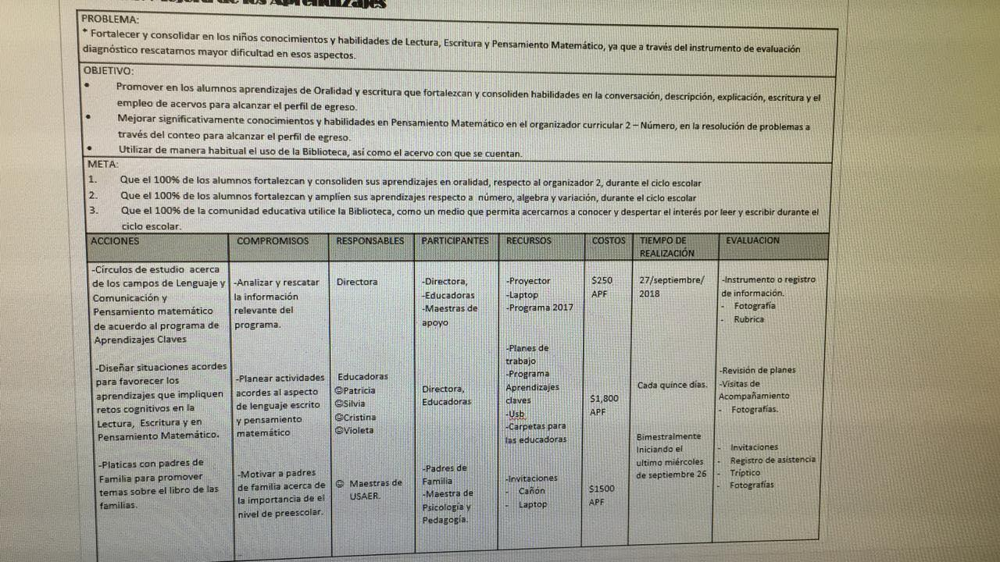 de los Aprendizajes
PROBLEMA:
* Fortalecer y consolidar en los niños conocimientos y habilidades de Lectura, Escritura y Pensamiento Matemático, ya que a través del instrumento de evaluación
diagnóstico rescatamos mayor dificultad en esos aspectos.
OBJETIVO:
• Promover en los alumnos aprendizajes de Oralidad y escritura que fortalezcan y consoliden habilidades en la conversación, descripción, explicación, escritura y el
empleo de acervos para alcanzar el perfil de egreso.
• Mejorar significativamente conocimientos y habilidades en Pensamiento Matemático en el organizador curricular 2 – Número, en la resolución de problemas a
través del conteo para alcanzar el perfil de egreso.
• Utilizar de manera habitual el uso de la Biblioteca, así como el acervo con que se cuentan.
META:
1. Que el 100% de los alumnos fortalezcan y consoliden sus aprendizajes en oralidad, respecto al organizador 2, durante el ciclo escolar
2. Que el 100% de los alumnos fortalezcan y amplíen sus aprendizajes respecto a número, algebra y variación, durante el ciclo escolar
3. Que el 100% de la comunidad educativa utilice la Biblioteca, como un medio que permita acercarnos a conocer y despertar el interés por leer y escribir durante el
ciclo escolar.
ACCIONES
COMPROMISOS
RESPONSABLES
PARTICIPANTES
RECURSOS
COSTOS
TIEMPO DE
REALIZACIÓN
EVALUACION
-Círculos de estudio acerca
de los campos de Lenguaje y
Comunicación y
Pensamiento matemático
de acuerdo al programa de
Aprendizajes Claves
-Analizar y rescatar
la información
relevante del
programa.
Directora
-Directora,
-Educadoras
-Maestras de
apoyo
-Proyector
-Laptop
-Programa 2017
$250
APF
27/septiembre/
2018
-Instrumento o registro
de información.
- Fotografía
- Rubrica
-Diseñar situaciones acordes
para favorecer los
aprendizajes que impliquen
retos cognitivos en la
Lectura, Escritura y en
Pensamiento Matemático.
-Planear actividades
acordes al aspecto
de lenguaje escrito
y pensamiento
matemático
Educadoras
☺Patricia
☺Silvia
☺Cristina
☺Violeta
Directora,
Educadoras
-Planes de
trabajo
-Programa
Aprendizajes
claves
-Usb
-Carpetas para
las educadoras
$1,800
APF
Cada quince días.
-Revisión de planes
-Visitas de
Acompañamiento
- Fotografías.
-Platicas con padres de
Familia para promover
temas sobre el libro de las
familias.
-Motivar a padres
de familia acerca de
la importancia de el
nivel de preescolar.
☺ Maestras de
USAER.
-Padres de
Familia
-Maestra de
Psicología y
Pedagogía.
-Invitaciones
- Cañón
- Laptop
$1500
APF
Bimestralmente
Iniciando el
ultimo miércoles
de septiembre 26
- Invitaciones
- Registro de asistencia
- Tríptico
- Fotografías